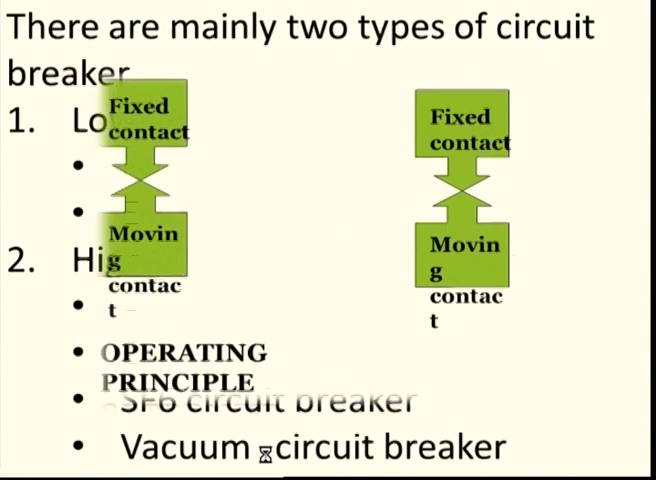 There are mainly two types of circuit
breaker
1. Lo
Fixed
contact
Fixed
contact
Movin
g
contac
t
Movin
g
contac
t
2. Hi
OPERATING
PRINCIPLE
SF6 circuit breaker
Vacuum circuit breaker